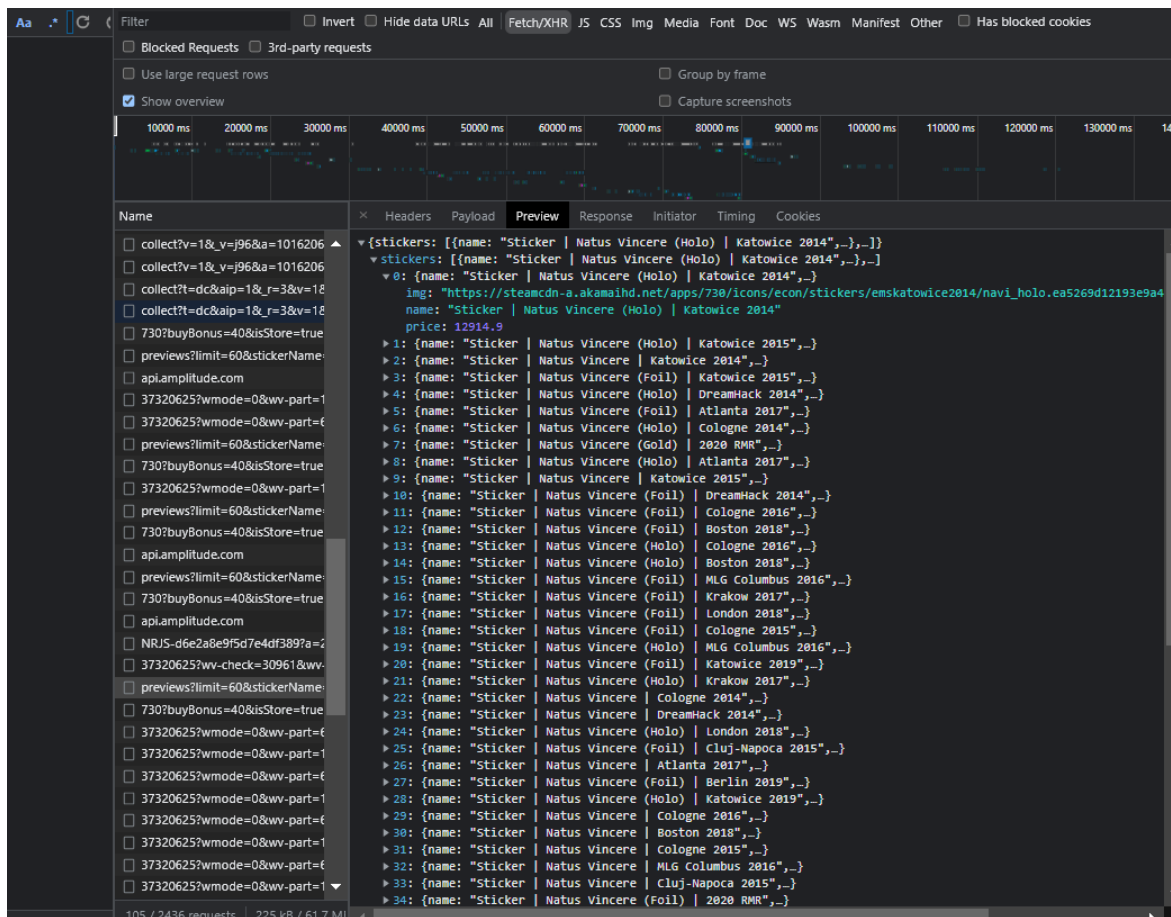 Aa .*
Filter Invert Hide data URLs All Fetch/XHR JS CSS Img Media Font Doc WS Wasm Manifest Other Has blocked cookies
Blocked Requests 3rd-party requests
Use large request rows Group by frame
Show overview Capture screenshots
10000 ms 20000 ms 30000 ms 40000 ms 50000 ms 60000 ms 70000 ms 80000 ms 90000 ms 100000 ms 110000 ms 120000 ms 130000 ms 14
Name
collect?v=1&_v=j96&a=1016206
collect?v=1&_v=j96&a=1016206
collect?t=dc&aip=1&_r=3&v=1&
collect?t=dc&aip=1&_r=3&v=1&
730?buyBonus=40&isStore=true
previews?limit=60&stickerName
api.amplitude.com
37320625?wmode=0&wv-part=1
37320625?wmode=0&wv-part=6
previews?limit=60&stickerName
730?buyBonus=40&isStore=true
37320625?wmode=0&wv-part=1
previews?limit=60&stickerName
730?buyBonus=40&isStore=true
api.amplitude.com
previews?limit=60&stickerName
730?buyBonus=40&isStore=true
api.amplitude.com
NRJS-d6e2a8e9f5d7e4df389?a=2
37320625?wv-check=30961&wv-
previews?limit=60&stickerName
730?buyBonus=40&isStore=true
37320625?wmode=0&wv-part=6
37320625?wmode=0&wv-part=1
37320625?wmode=0&wv-part=6
37320625?wmode=0&wv-part=1
37320625?wmode=0&wv-part=6
37320625?wmode=0&wv-part=1
37320625?wmode=0&wv-part=6
37320625?wmode=0&wv-part=1
105 / 2436 requests 225 kB / 61.7 M
× Headers Payload Preview Response Initiator Timing Cookies
{stickers: [{name: "Sticker | Natus Vincere (Holo) | Katowice 2014",…},…]}
stickers: [{name: "Sticker | Natus Vincere (Holo) | Katowice 2014",…},…]
0: {name: "Sticker | Natus Vincere (Holo) | Katowice 2014",…}
img: "https://steamcdn-a.akamaihd.net/apps/730/icons/econ/stickers/emskatowice2014/navi_holo.ea5269d12193e9a4
name: "Sticker | Natus Vincere (Holo) | Katowice 2014"
price: 12914.9
1: {name: "Sticker | Natus Vincere (Holo) | Katowice 2015",…}
2: {name: "Sticker | Natus Vincere | Katowice 2014",…}
3: {name: "Sticker | Natus Vincere (Foil) | Katowice 2015",…}
4: {name: "Sticker | Natus Vincere (Holo) | DreamHack 2014",…}
5: {name: "Sticker | Natus Vincere (Foil) | Atlanta 2017",…}
6: {name: "Sticker | Natus Vincere (Holo) | Cologne 2014",…}
7: {name: "Sticker | Natus Vincere (Gold) | 2020 RMR",…}
8: {name: "Sticker | Natus Vincere (Holo) | Atlanta 2017",…}
9: {name: "Sticker | Natus Vincere | Katowice 2015",…}
10: {name: "Sticker | Natus Vincere (Foil) | DreamHack 2014",…}
11: {name: "Sticker | Natus Vincere (Foil) | Cologne 2016",…}
12: {name: "Sticker | Natus Vincere (Foil) | Boston 2018",…}
13: {name: "Sticker | Natus Vincere (Holo) | Cologne 2016",…}
14: {name: "Sticker | Natus Vincere (Holo) | Boston 2018",…}
15: {name: "Sticker | Natus Vincere (Foil) | MLG Columbus 2016",…}
16: {name: "Sticker | Natus Vincere (Foil) | Krakow 2017",…}
17: {name: "Sticker | Natus Vincere (Foil) | London 2018",…}
18: {name: "Sticker | Natus Vincere (Foil) | Cologne 2015",…}
19: {name: "Sticker | Natus Vincere (Holo) | MLG Columbus 2016",…}
20: {name: "Sticker | Natus Vincere (Foil) | Katowice 2019",…}
21: {name: "Sticker | Natus Vincere (Holo) | Krakow 2017",…}
22: {name: "Sticker | Natus Vincere | Cologne 2014",…}
23: {name: "Sticker | Natus Vincere | DreamHack 2014",…}
24: {name: "Sticker | Natus Vincere (Holo) | London 2018",…}
25: {name: "Sticker | Natus Vincere (Foil) | Cluj-Napoca 2015",…}
26: {name: "Sticker | Natus Vincere | Atlanta 2017",…}
27: {name: "Sticker | Natus Vincere (Foil) | Berlin 2019",…}
28: {name: "Sticker | Natus Vincere (Holo) | Katowice 2019",…}
29: {name: "Sticker | Natus Vincere | Cologne 2016",…}
30: {name: "Sticker | Natus Vincere | Boston 2018",…}
31: {name: "Sticker | Natus Vincere | Cologne 2015",…}
32: {name: "Sticker | Natus Vincere | MLG Columbus 2016",…}
33: {name: "Sticker | Natus Vincere | Cluj-Napoca 2015",…}
34: {name: "Sticker | Natus Vincere (Foil) | 2020 RMR",…}